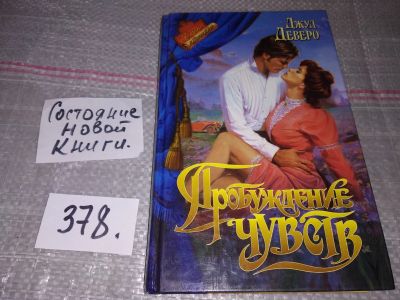 Состояние
новой
книги.
378.
Джуд
Деверо
Пробуждение
чувств